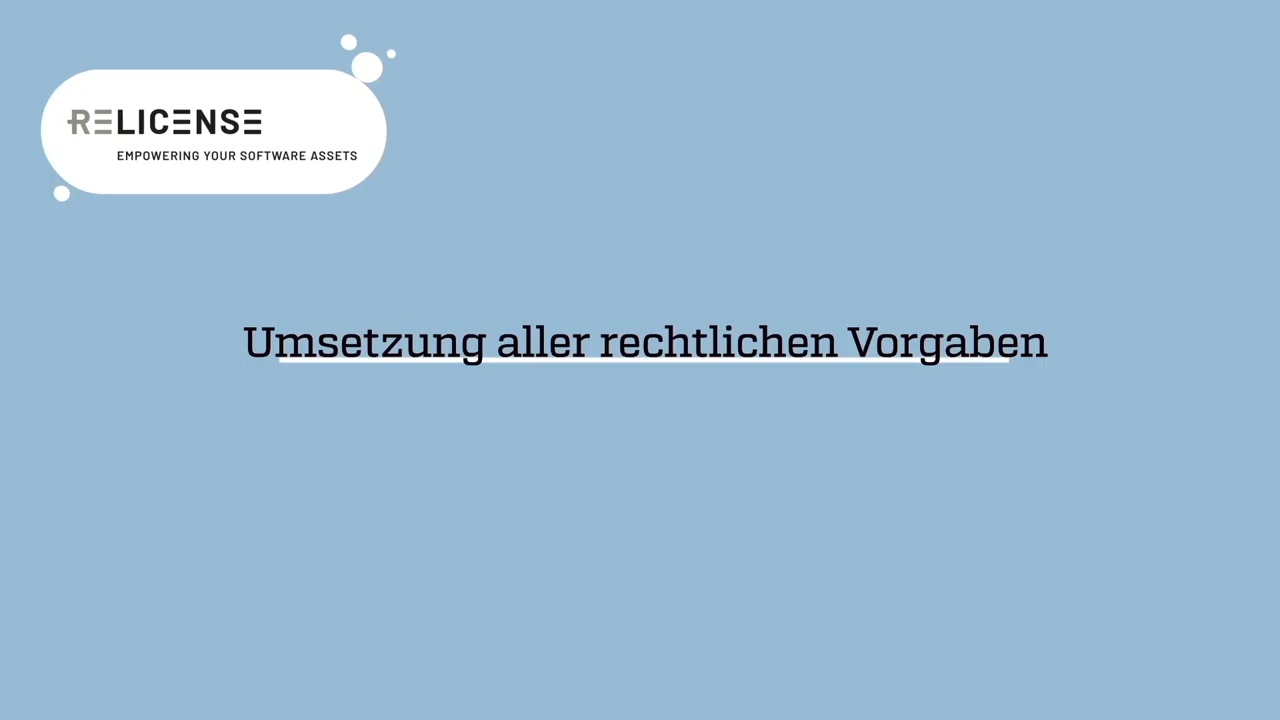 RELICENSE
EMPOWERING YOUR SOFTWARE ASSETS
Umsetzung aller rechtlichen Vorgaben